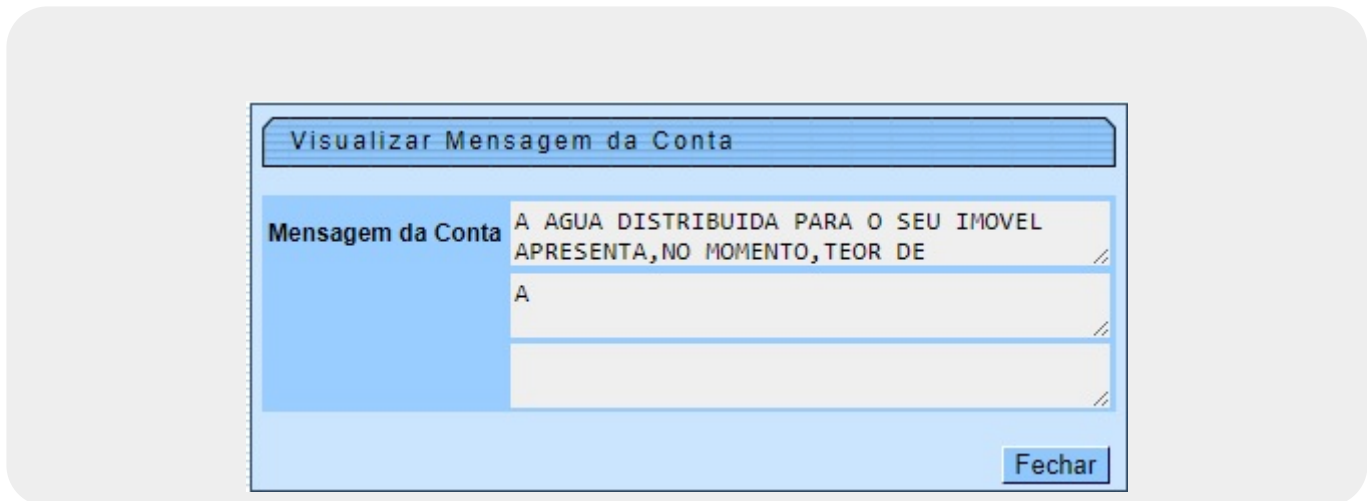 Visualizar Mensagem da Conta
Mensagem da Conta
A AGUA DISTRIBUIDA PARA O SEU IMOVEL
APRESENTA,NO MOMENTO,TEOR DE
A
Fechar